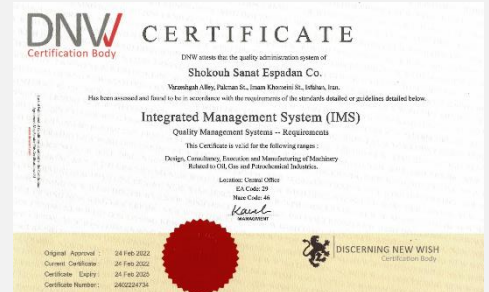 DNV
Certification Body
CERTIFICATE
DNW attests that the quality administration system of
Shokouh Sanat Espadan Co.
Varzeshgah Alley, Palman St., Imam Khomeini St., Isfahan, Iran.
Has been assessed and found to be in accordance with the requirements of the standards detailed or guidelines detailed below.
Integrated Management System (IMS)
Quality Management Systems -- Requirements
This Certificate is valid for the following ranges :
Design, Consultancy, Execution and Manufacturing of Machinery
Related to Oil, Gas and Petrochemical Industries.
Location: Central Office
EA Code: 29
Nace Code: 46
MANAGMENT
DISCERNING NEW WISH
Certification Body
Original Approval : 24 Feb 2022
Current Certificate : 24 Feb 2022
Certificate Expiry : 24 Feb 2025
Certificate Number : 2402224734